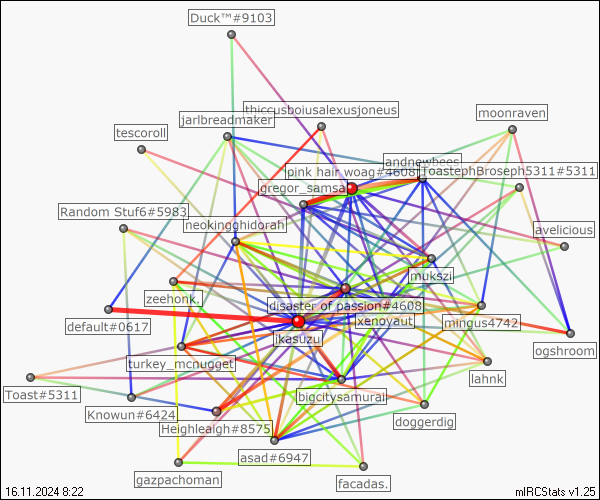 Duck™#9103
thiccusboiusalexusjoneus
moonraven
jarlbreadmaker
tescoroll
andnewbees
pink hair woag#4608
ToastephBroseph5311#5311
gregor_samsa
Random Stuf6#5983
neokingghidorah
avelicious
mukszi
zeehonk.
disaster of passion#4608
default#0617
xenoyaut
mingus4742
ikasuzu
ogshroom
turkey_mcnugget
lahnk
Toast#5311
bigcitysamurai
Knowun#6424
doggerdig
Heighleaigh#8575
asad#6947
gazpachoman
facadas.
16.11.2024 8:22
mIRCStats v1.25